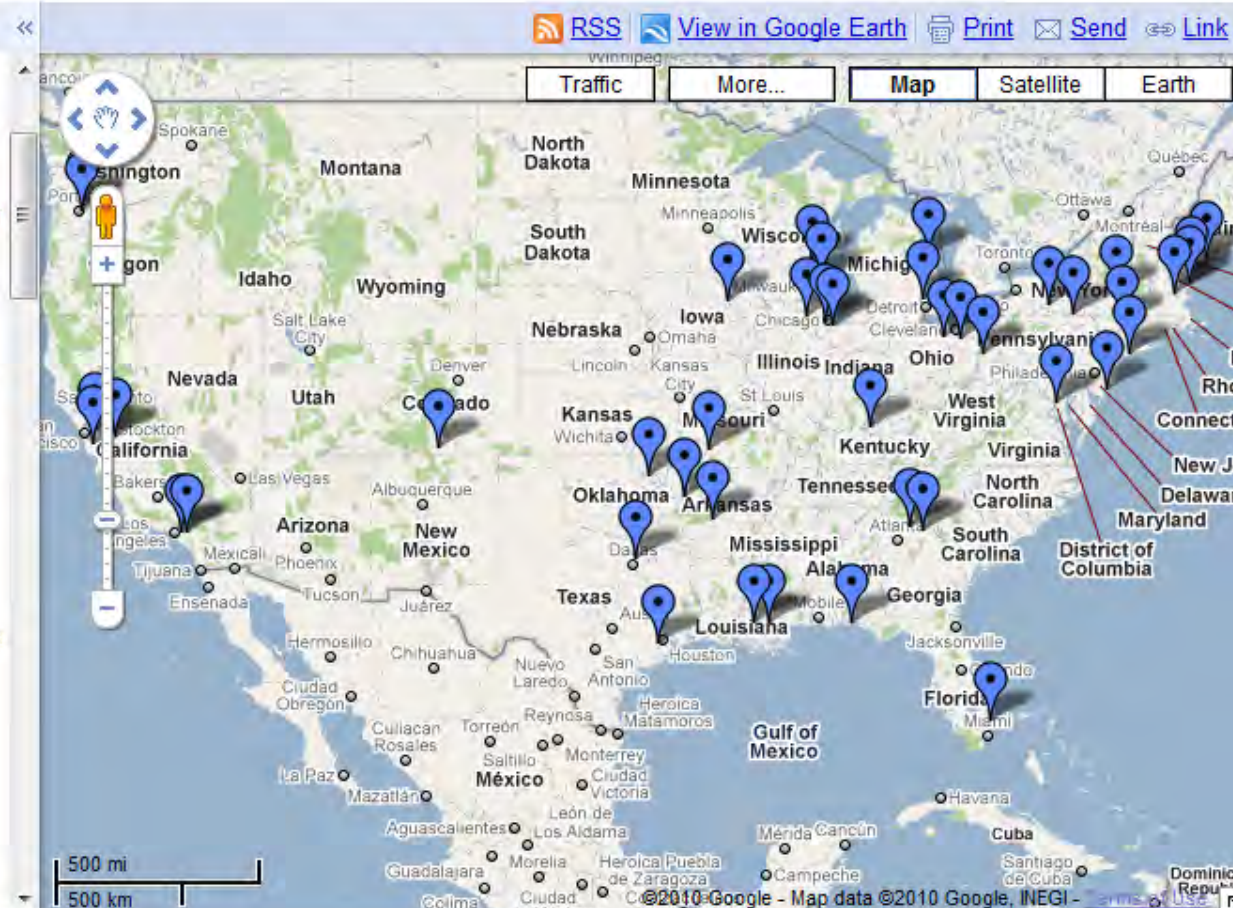 «
RSS View in Google Earth Print Send Link
Winnipeg
Traffic More... Map Satellite Earth
Spokane
North
Dakota
Montana
Québec
Minnesota
Ottawa
Montréal
Minneapolis
South
Dakota
Toronto
Idaho
Wyoming
Iowa
Detroit
Chicago
Cleveland
Salt Lake
City
Nebraska
Omaha
Lincoln
Kansas
City
Illinois
Indiana
Ohio
Denver
Nevada
Utah
St Louis
West
Virginia
Kansas
Wichita
Stockton
California
Kentucky
Virginia
Las Vegas
Albuquerque
Oklahoma
Arkansas
Tennessee
North
Carolina
Maryland
Arizona
New
Mexico
Atlanta
South
Carolina
District of
Columbia
Mississippi
Mexicali
Phoenix
Tijuana
Tucson
Ensenada
Juárez
Texas
Georgia
Mobile
Louisiana
Houston
Jacksonville
Hermosillo
Chihuahua
San
Antonio
Nuevo
Laredo
Ciudad
Obregón
Florida
Miami
Reynosa
Heroica
Matamoros
Culiacán
Rosales
Torreón
Saltillo
Monterrey
Gulf of
Mexico
La Paz
México
Ciudad
Victoria
Mazatlán
Havana
León de
Los Aldama
Aguascalientes
Mérida Cancún
Cuba
500 mi
Guadalajara
Morelia
Heroica Puebla
de Zaragoza
Campeche
Santiago
de Cuba
500 km
Colima
Ciudad
©2010 Google - Map data ©2010 Google, INEGI - Terms of Use